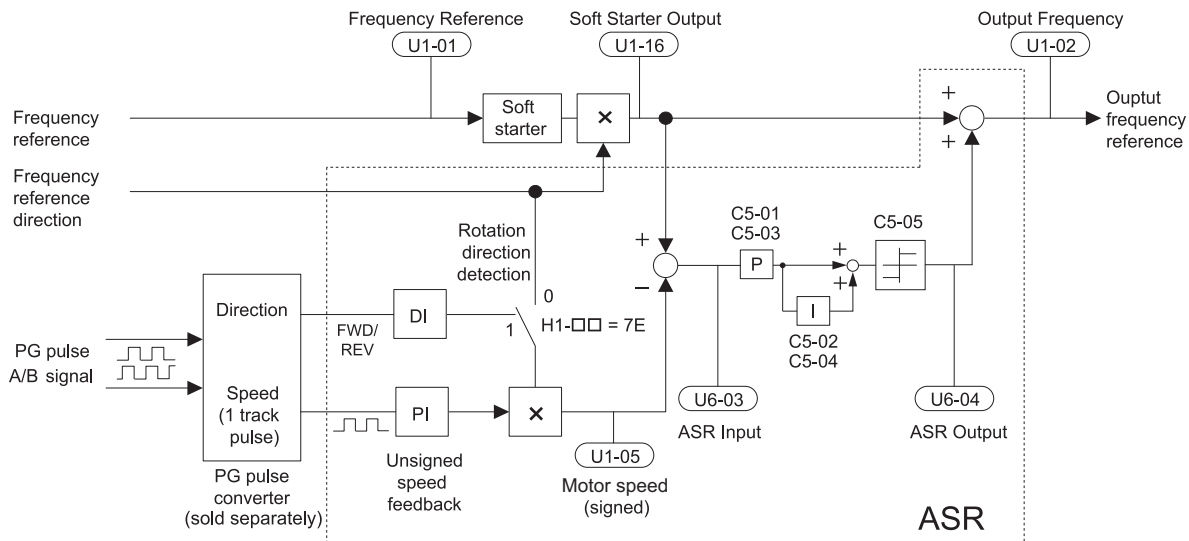 Frequency Reference
U1-01
Soft Starter Output
U1-16
Output Frequency
U1-02
Frequency
reference
Soft
starter
×
+
+
Ouptut
frequency
reference
Frequency
reference
direction
Rotation
direction
detection
+
−
C5-01
C5-03
P
+
+
C5-05
I
C5-02
C5-04
Direction
FWD/
REV
DI
0
1
H1-□□ = 7E
PG pulse
A/B signal
Speed
(1 track
pulse)
PI
×
U6-03
ASR Input
U6-04
ASR Output
U1-05
Motor speed
(signed)
Unsigned
speed
feedback
PG pulse
converter
(sold separately)
ASR